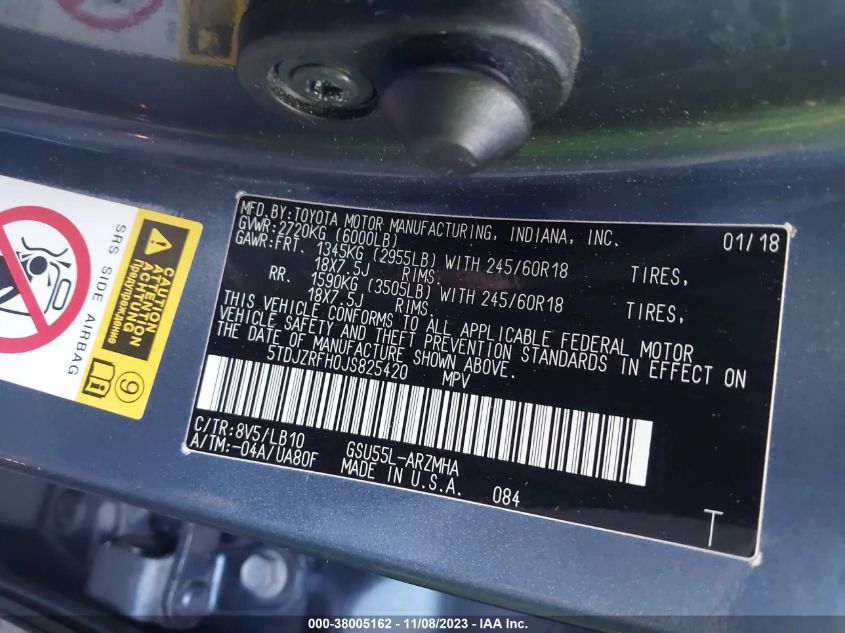 MFD.BY:TOYOTA MOTOR MANUFACTURING, INDIANA, INC. 01/18
GVWR:2720KG (6000LB)
GAWR:FRT. 1345KG (2955LB) WITH 245/60R18 TIRES,
18X7.5J RIMS.
RR. 1590KG (3505LB) WITH 245/60R18 TIRES,
18X7.5J RIMS.
THIS VEHICLE CONFORMS TO ALL APPLICABLE FEDERAL MOTOR
VEHICLE SAFETY AND THEFT PREVENTION STANDARDS IN EFFECT ON
THE DATE OF MANUFACTURE SHOWN ABOVE.
5TDJZRFH0JS825420 MPV
C/TR:8V5/LB10 GSU55L-ARZMHA
A/TM:-04A/UA80F MADE IN U.S.A. 084
T
SRS SIDE AIRBAG
CAUTION
ATTENTION
ACHTUNG
Предупреждение
9
i
000-38005162 - 11/08/2023 - IAA Inc.